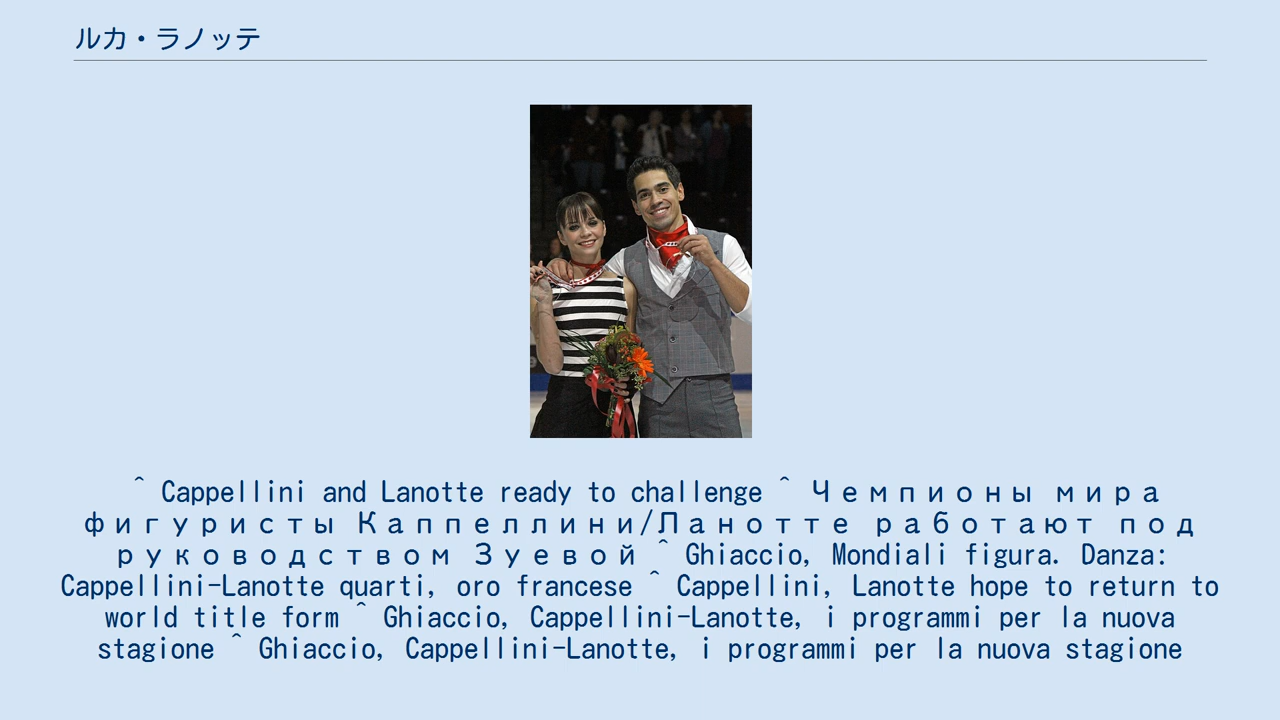 ルカ・ラノッテ
^ Cappellini and Lanotte ready to challenge ^ Чемпионы мира
фигуристы Каппеллини/Ланотте работают под
руководством Зуевой ^ Ghiaccio, Mondiali figura. Danza:
Cappellini-Lanotte quarti, oro francese ^ Cappellini, Lanotte hope to return to
world title form ^ Ghiaccio, Cappellini-Lanotte, i programmi per la nuova
stagione ^ Ghiaccio, Cappellini-Lanotte, i programmi per la nuova stagione